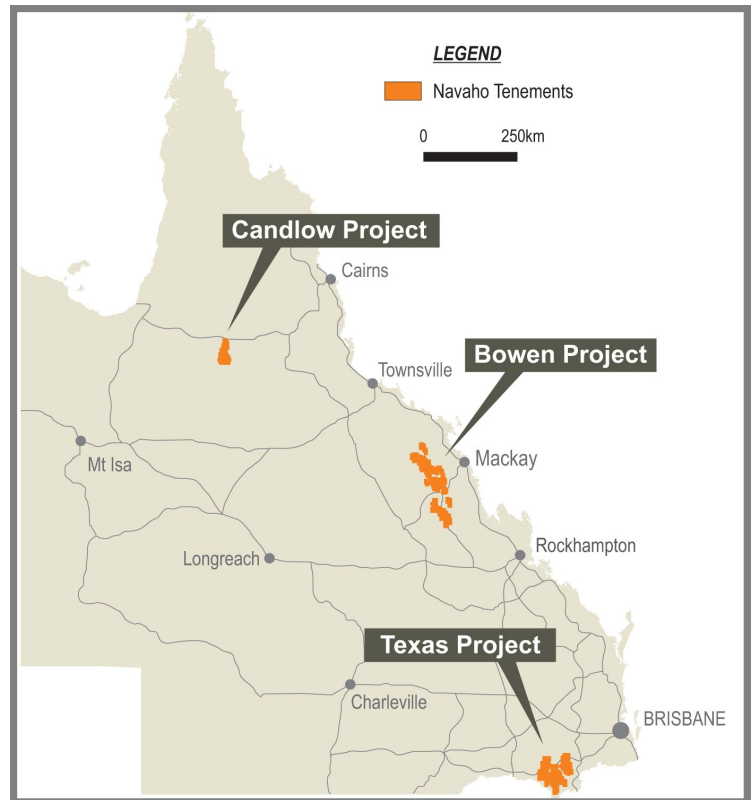 LEGEND
Navaho Tenements
0 250km
Candlow Project
Cairns
Bowen Project
Townsville
Mackay
Mt Isa
Rockhampton
Longreach
Texas Project
Charleville
BRISBANE